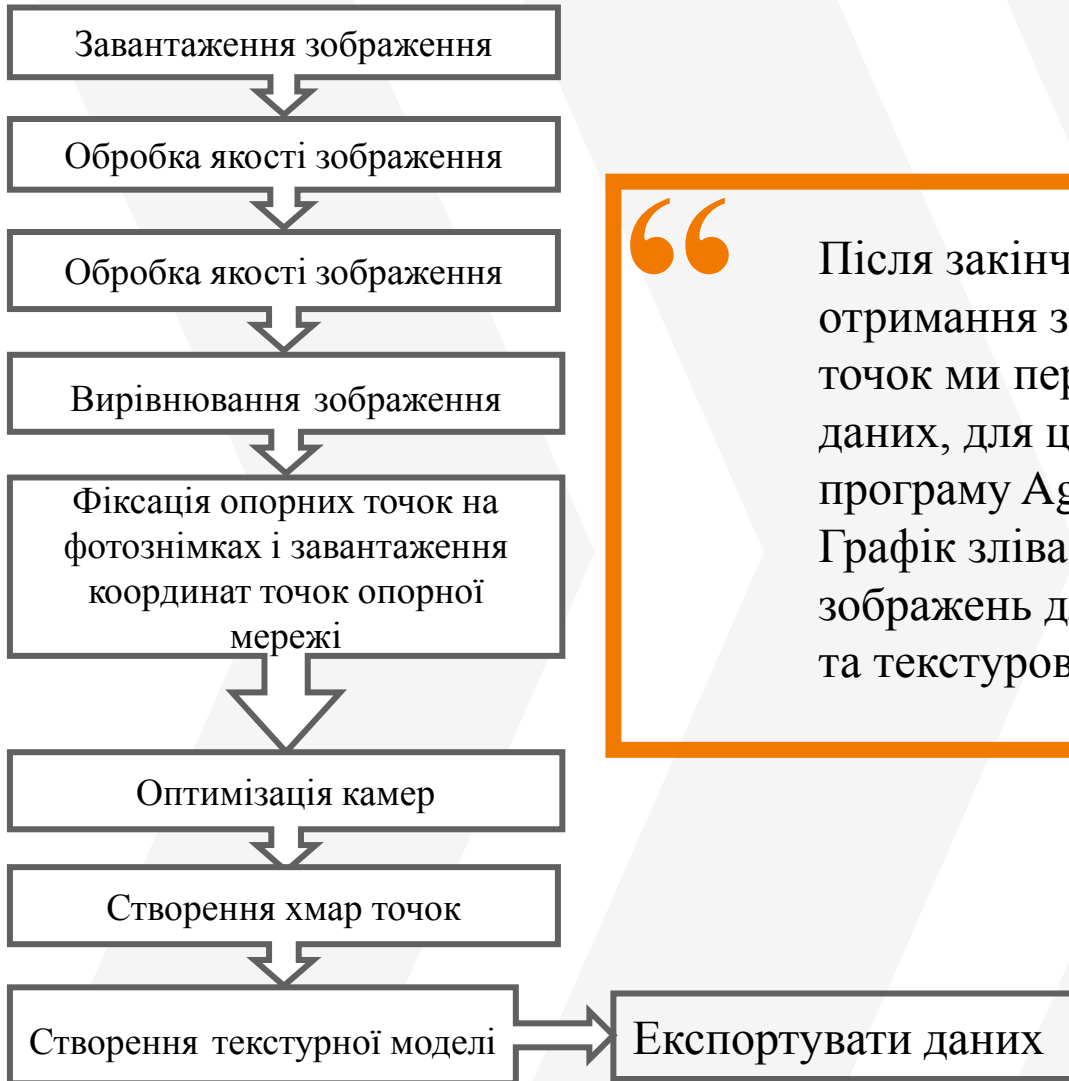 Завантаження зображення
Обробка якості зображення
Обробка якості зображення
Вирівнювання зображення
Фіксація опорних точок на
фотознімках і завантаження
координат точок опорної
мережі
Оптимізація камер
Створення хмар точок
Створення текстурної моделі
Експортувати даних
“
Після закінч
отримання з
точок ми пер
даних, для ц
програму Ag
Графік зліва
зображень д
та текстуров